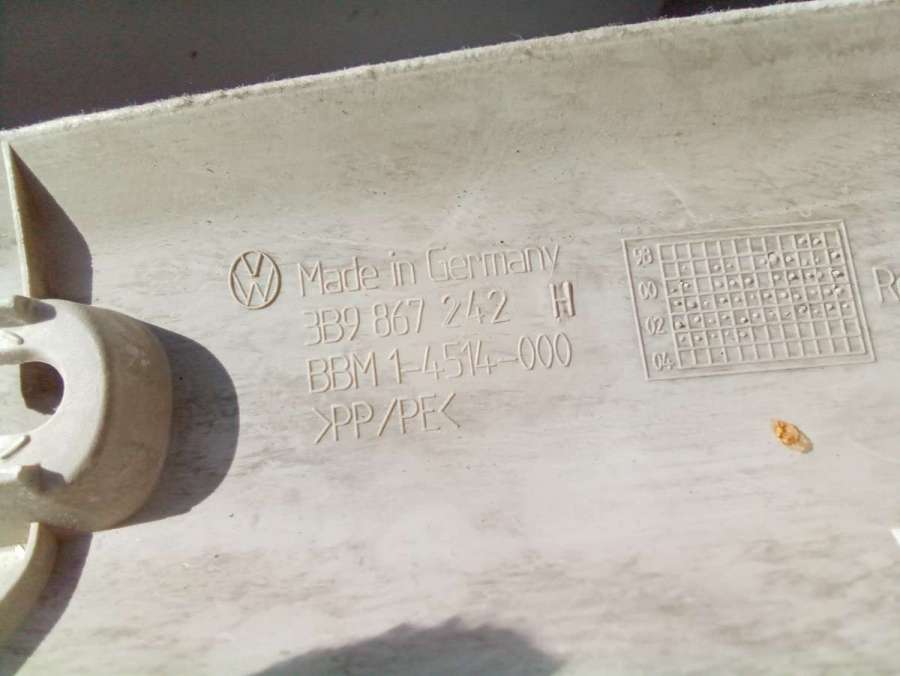 Made in Germany
3B9 867 242 H
BBM 1-4514-000
>PP/PE<
98
00
02
04